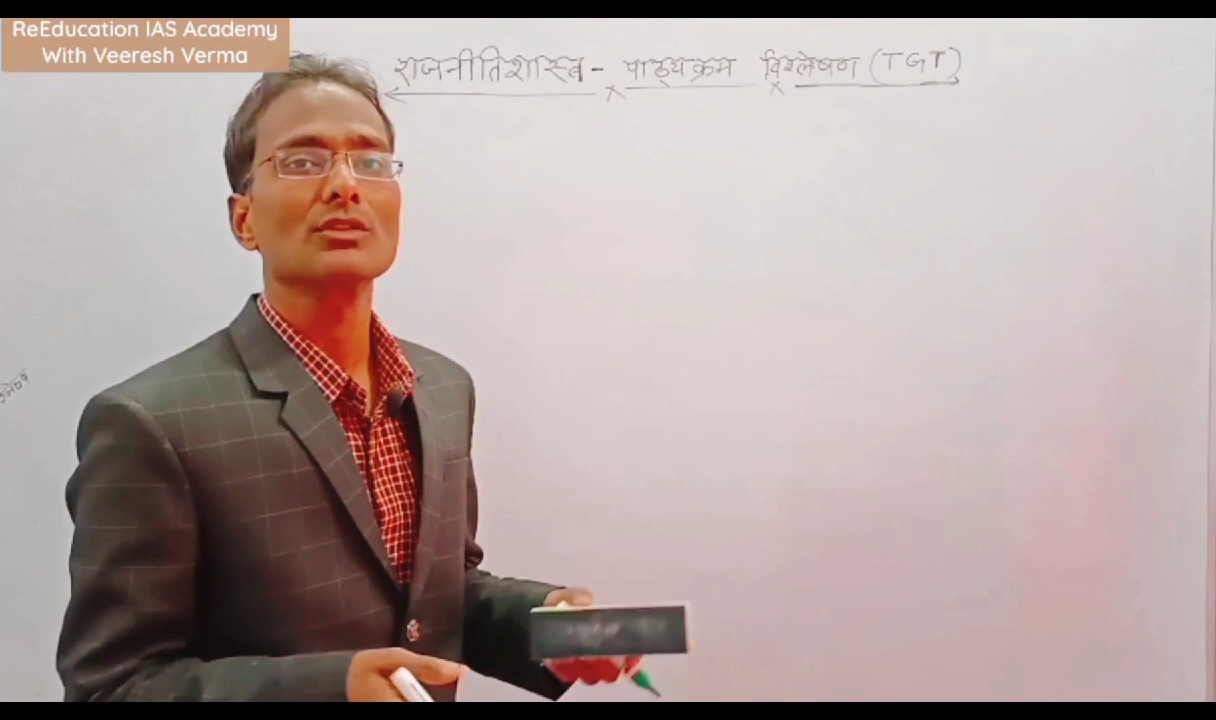 ReEducation IAS Academy
With Veeresh Verma
राजनीतिशास्त्र - पाठ्यक्रम विश्लेषण (TGT)